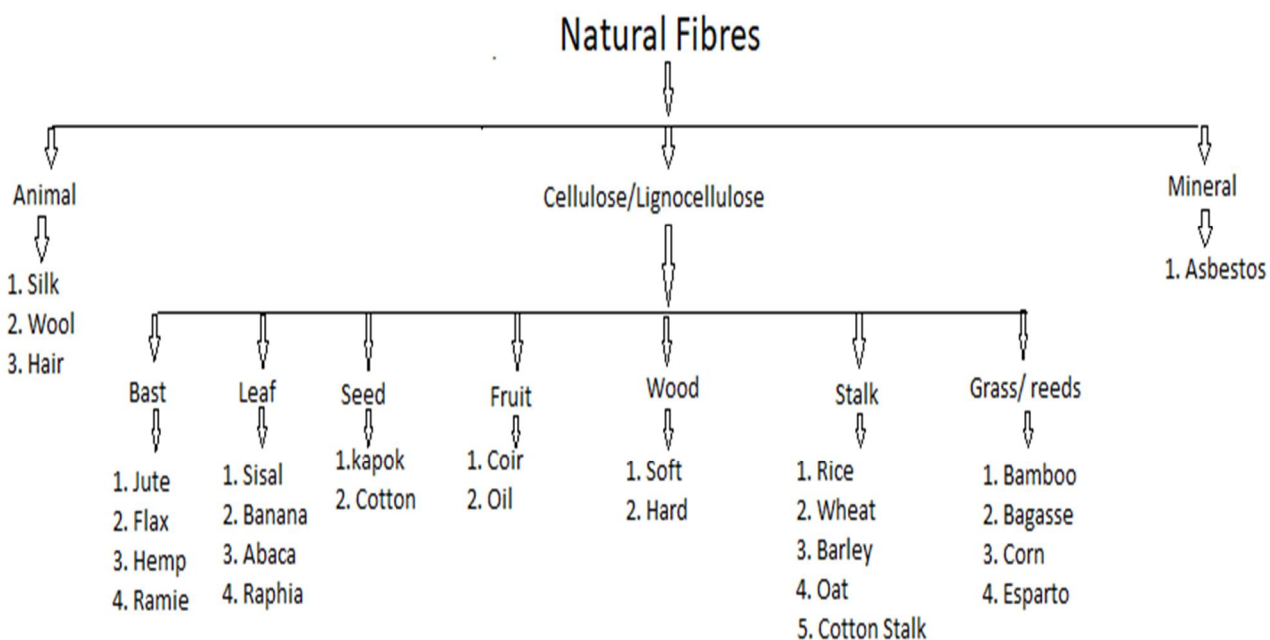 Natural Fibres
Animal
Cellulose/Lignocellulose
Mineral
1. Silk
2. Wool
3. Hair
1. Asbestos
Bast
Leaf
Seed
Fruit
Wood
Stalk
Grass/ reeds
1. Jute
2. Flax
3. Hemp
4. Ramie
1. Sisal
2. Banana
3. Abaca
4. Raphia
1.kapok
2. Cotton
1. Coir
2. Oil
1. Soft
2. Hard
1. Rice
2. Wheat
3. Barley
4. Oat
5. Cotton Stalk
1. Bamboo
2. Bagasse
3. Corn
4. Esparto